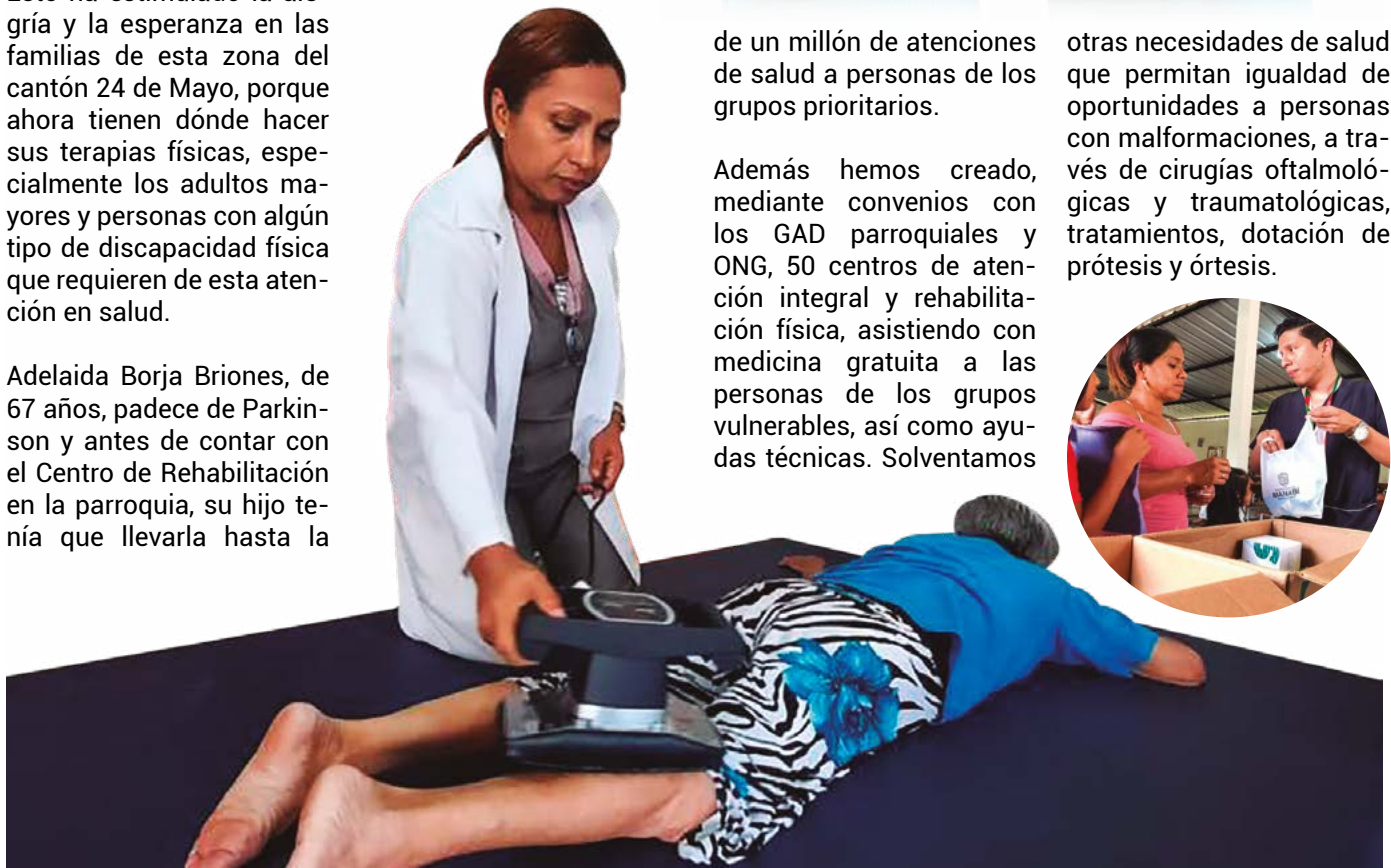 gría y la esperanza en las
familias de esta zona del
cantón 24 de Mayo, porque
ahora tienen dónde hacer
sus terapias físicas, espe-
cialmente los adultos ma-
yores y personas con algún
tipo de discapacidad física
que requieren de esta aten-
ción en salud.
Adelaida Borja Briones, de
67 años, padece de Parkin-
son y antes de contar con
el Centro de Rehabilitación
en la parroquia, su hijo te-
nía que llevarla hasta la
de un millón de atenciones
de salud a personas de los
grupos prioritarios.
Además hemos creado,
mediante convenios con
los GAD parroquiales y
ONG, 50 centros de aten-
ción integral y rehabilita-
ción física, asistiendo con
medicina gratuita a las
personas de los grupos
vulnerables, así como ayu-
das técnicas. Solventamos
otras necesidades de salud
que permitan igualdad de
oportunidades a personas
con malformaciones, a tra-
vés de cirugías oftalmoló-
gicas y traumatológicas,
tratamientos, dotación de
prótesis y órtesis.
MANABÍ